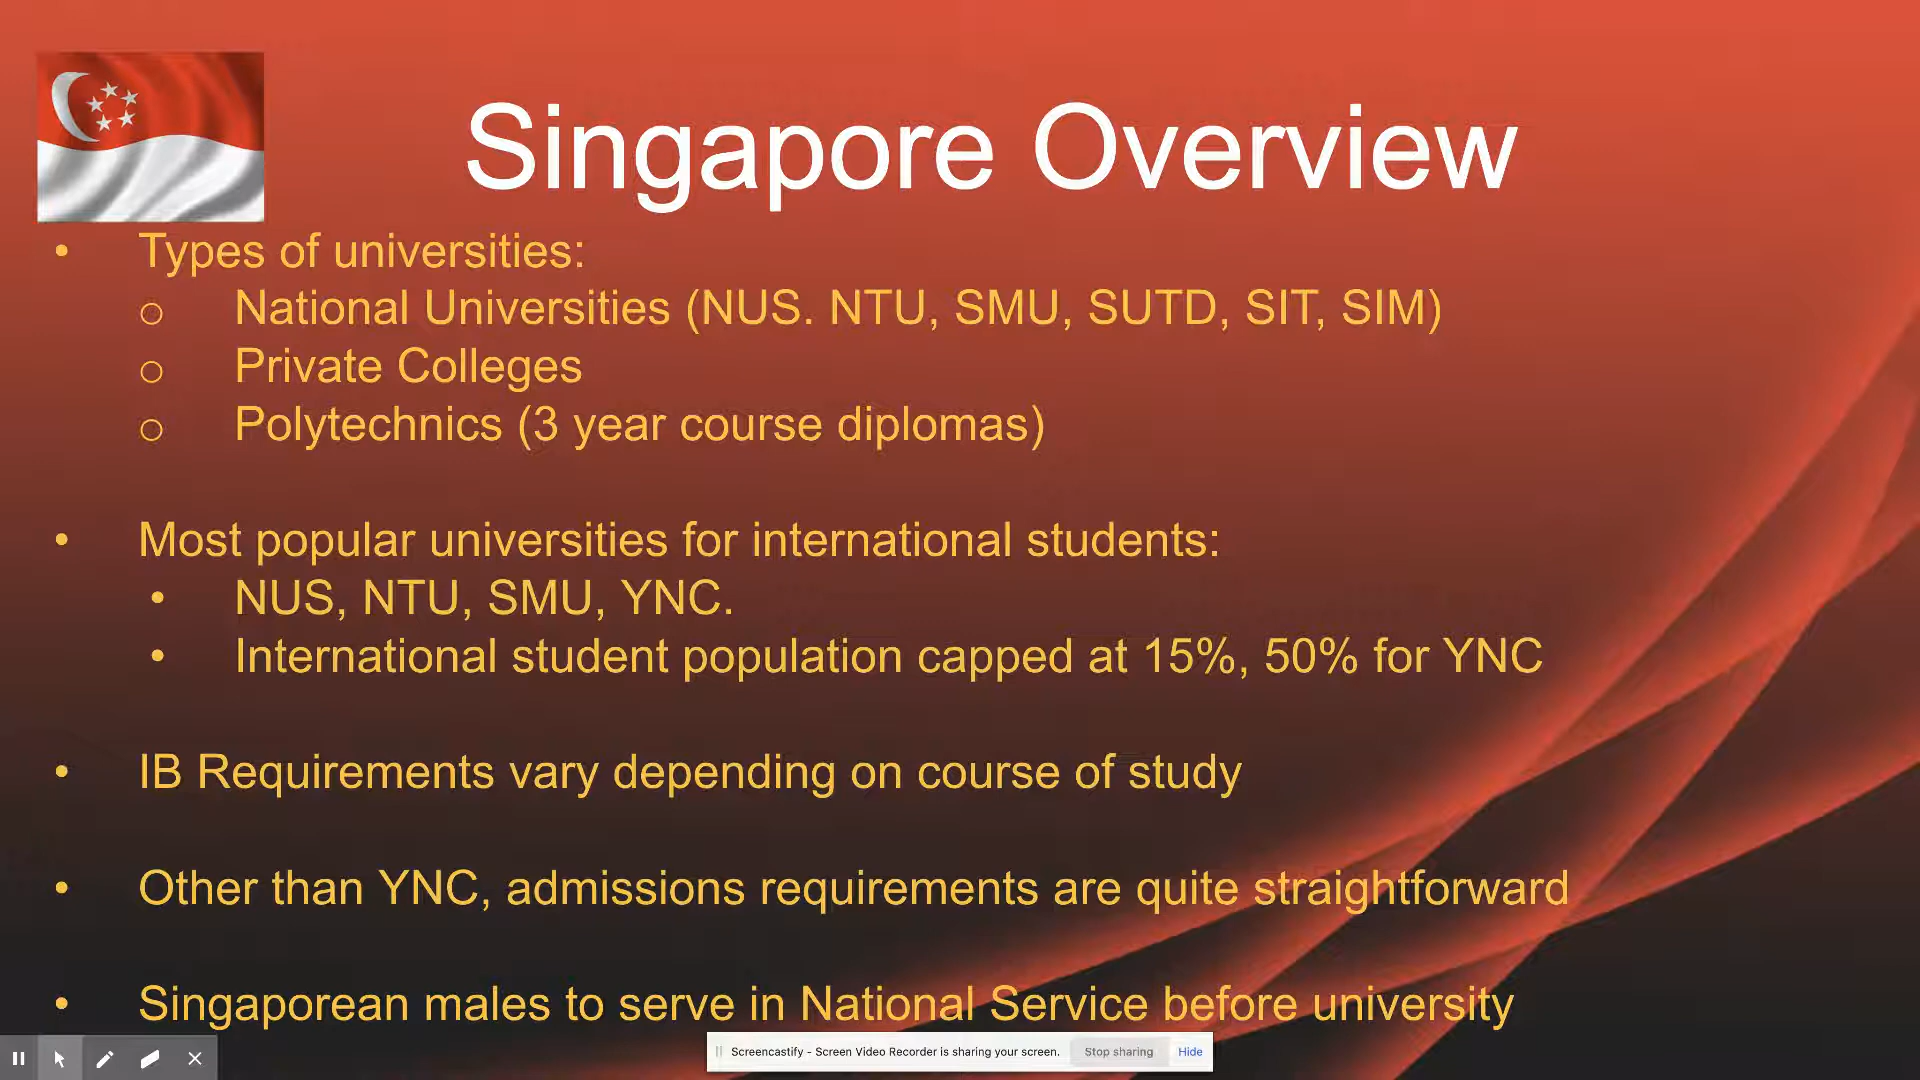 Singapore Overview
• Types of universities:
o National Universities (NUS. NTU, SMU, SUTD, SIT, SIM)
o Private Colleges
o Polytechnics (3 year course diplomas)
• Most popular universities for international students:
• NUS, NTU, SMU, YNC.
• International student population capped at 15%, 50% for YNC
• IB Requirements vary depending on course of study
• Other than YNC, admissions requirements are quite straightforward
• Singaporean males to serve in National Service before university
Screencastify - Screen Video Recorder is sharing your screen. Stop sharing Hide